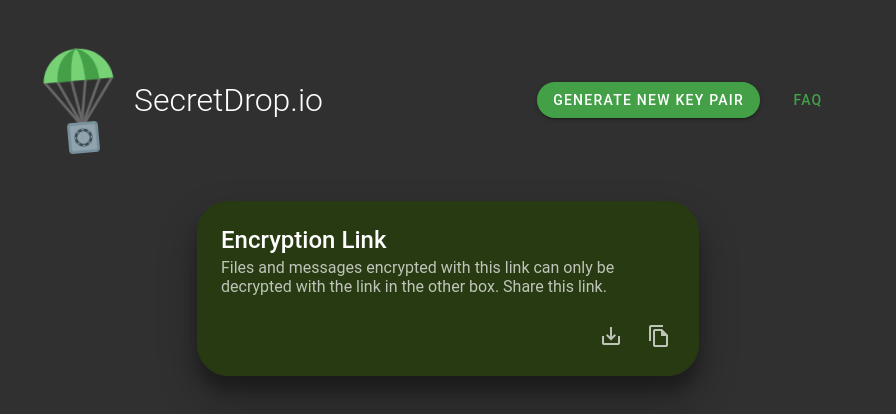 SecretDrop.io
GENERATE NEW KEY PAIR
FAQ
Encryption Link
Files and messages encrypted with this link can only be
decrypted with the link in the other box. Share this link.